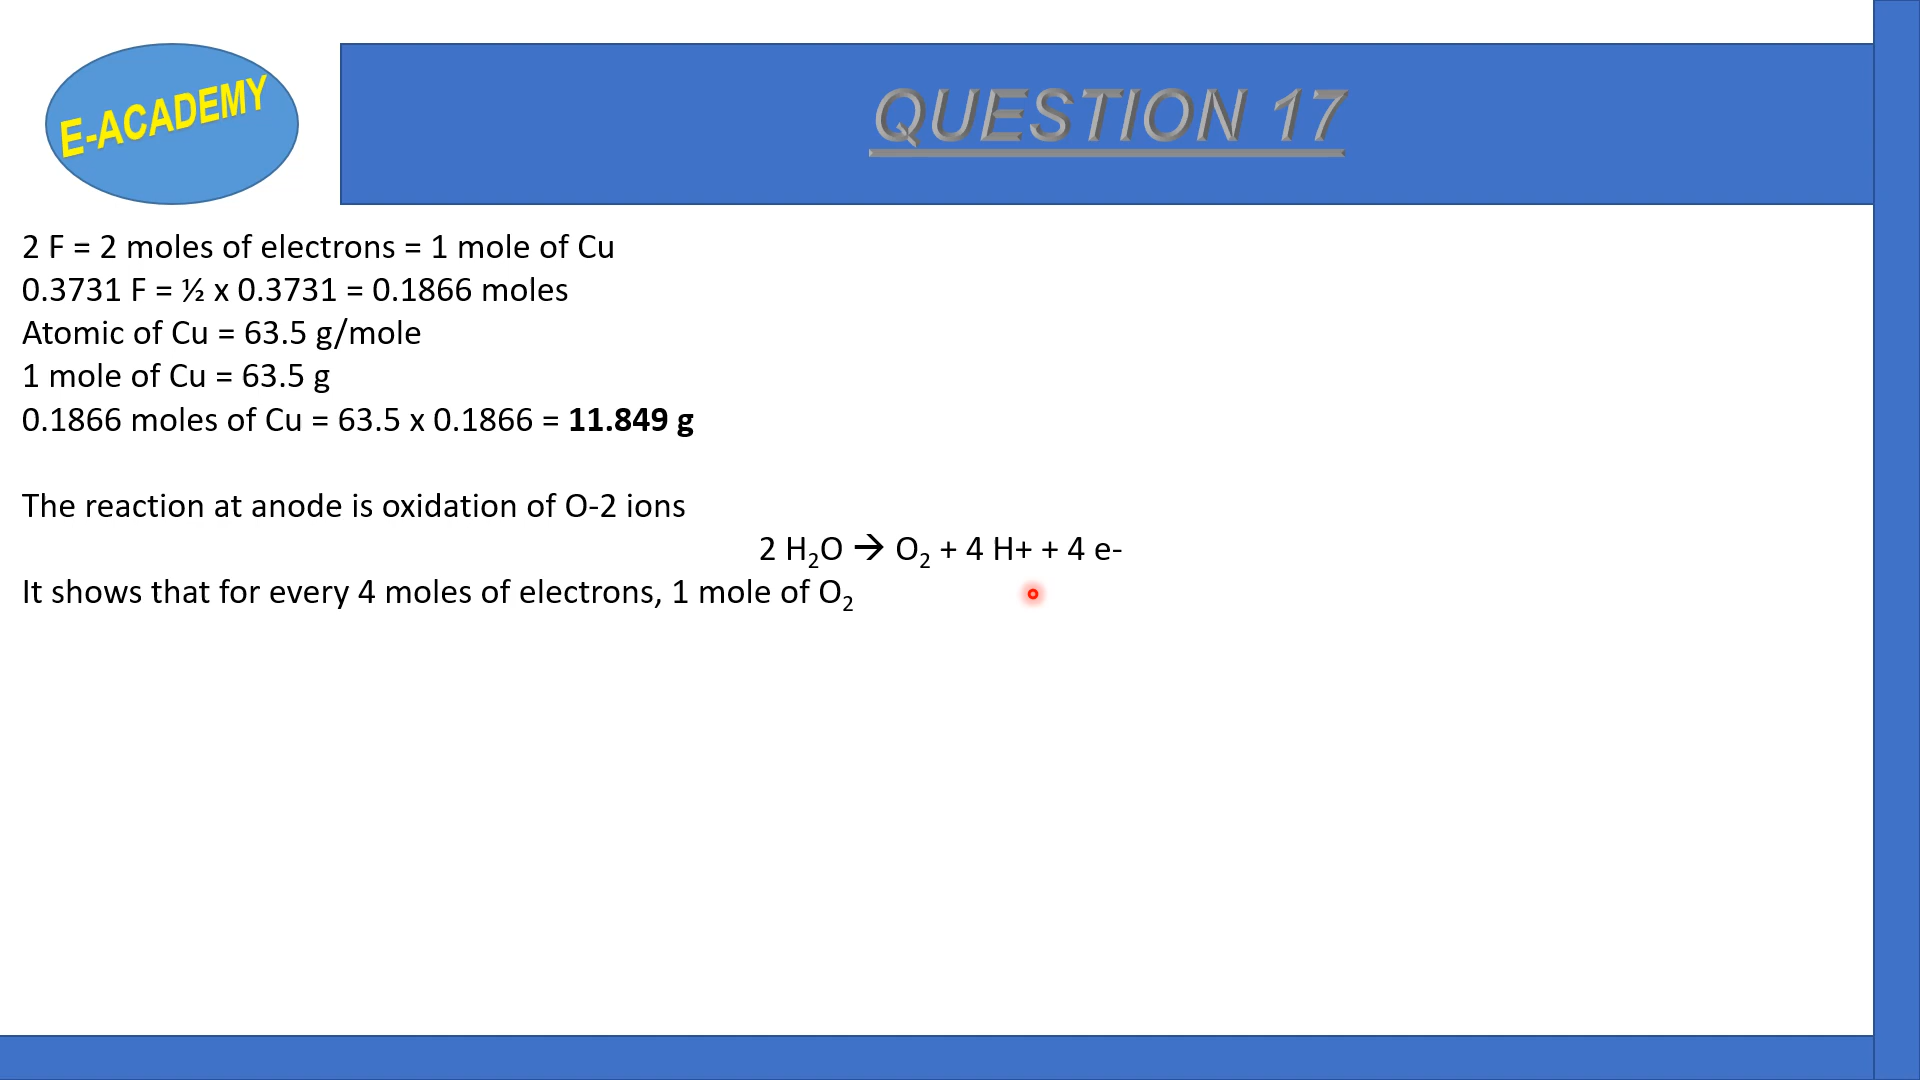 E-ACADEMY
QUESTION 17
2 F = 2 moles of electrons = 1 mole of Cu
0.3731 F = ½ x 0.3731 = 0.1866 moles
Atomic of Cu = 63.5 g/mole
1 mole of Cu = 63.5 g
0.1866 moles of Cu = 63.5 x 0.1866 = 11.849 g
The reaction at anode is oxidation of O-2 ions
2 H₂O → O₂ + 4 H+ + 4 e-
It shows that for every 4 moles of electrons, 1 mole of O₂